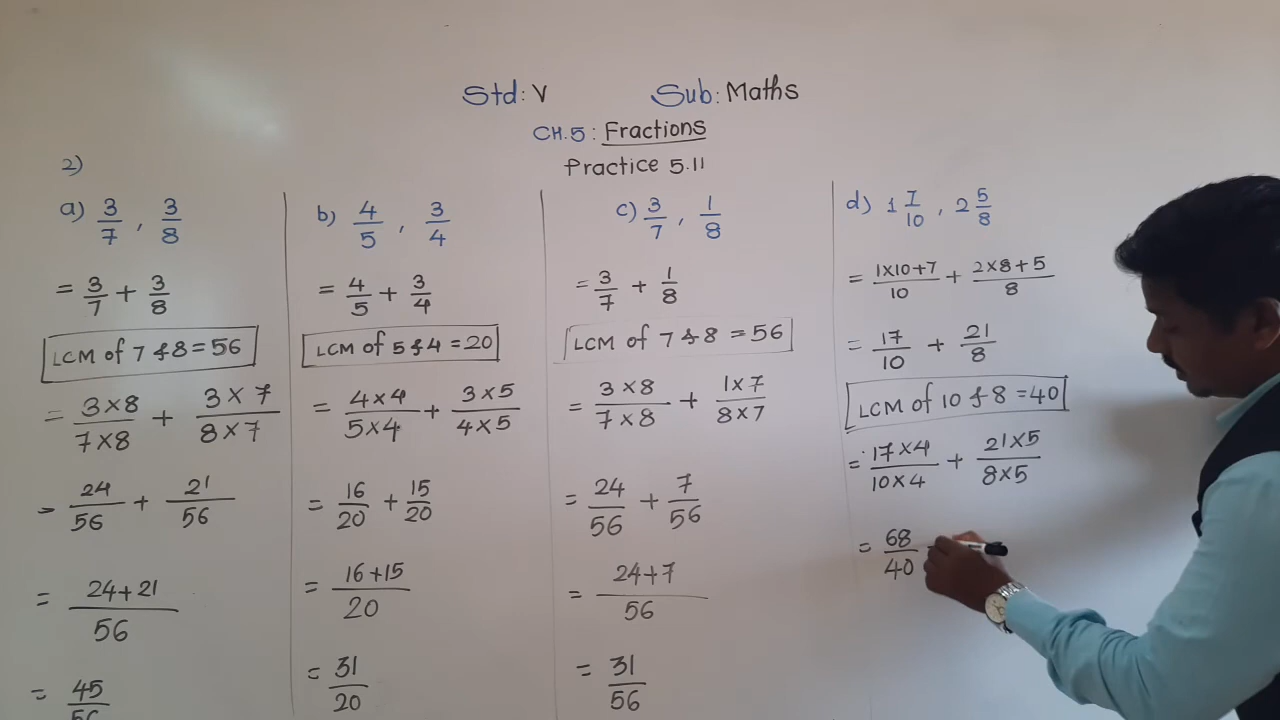 Std: V Sub: Maths
CH.5: Fractions
Practice 5.11
2)
a) 3/7, 3/8
= 3/7 + 3/8
LCM of 7 & 8 = 56
= 3×8/7×8 + 3×7/8×7
= 24/56 + 21/56
= 24+21/56
= 45/56
b) 4/5, 3/4
= 4/5 + 3/4
LCM of 5 & 4 = 20
= 4×4/5×4 + 3×5/4×5
= 16/20 + 15/20
= 16+15/20
= 31/20
c) 3/7, 1/8
= 3/7 + 1/8
LCM of 7 & 8 = 56
= 3×8/7×8 + 1×7/8×7
= 24/56 + 7/56
= 24+7/56
= 31/56
d) 1 7/10, 2 5/8
= 1×10+7/10 + 2×8+5/8
= 17/10 + 21/8
LCM of 10 & 8 = 40
= 17×4/10×4 + 21×5/8×5
= 68/40